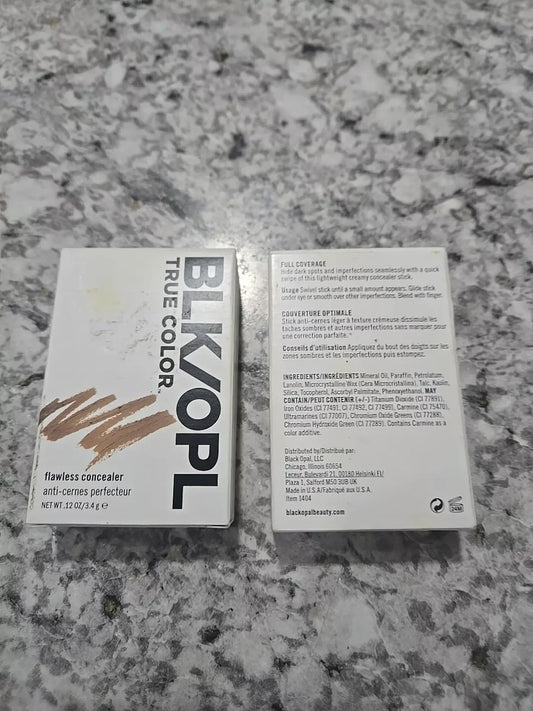 BLK/OPL
TRUE COLOR™
flawless concealer
anti-cernes perfecteur
NET WT .12 OZ/3.4 g ℮
FULL COVERAGE
Hide dark spots and imperfections seamlessly with a quick
swipe of this lightweight creamy concealer stick.
Usage Swivel stick until a small amount appears. Glide stick
under eye or smooth over other imperfections. Blend with finger.
COUVERTURE OPTIMALE
Stick anti-cernes léger à texture crémeuse dissimule les
taches sombres et autres imperfections sans marquer pour
une correction parfaite.
Conseils d'utilisation Appliquez du bout des doigts sur les
zones sombres et les imperfections puis estompez.
INGREDIENTS/INGRÉDIENTS Mineral Oil, Paraffin, Petrolatum,
Lanolin, Microcrystalline Wax (Cera Microcristallina), Talc, Kaolin,
Silica, Tocopherol, Ascorbyl Palmitate, Phenoxyethanol. MAY
CONTAIN/PEUT CONTENIR (+/-) Titanium Dioxide (CI 77891),
Iron Oxides (CI 77491, CI 77492, CI 77499), Carmine (CI 75470),
Ultramarines (CI 77007), Chromium Oxide Greens (CI 77288),
Chromium Hydroxide Green (CI 77289). Contains Carmine as a
color additive.
Distributed by/Distribué par:
Black Opal, LLC
Chicago, Illinois 60654
Leceur, Bulevardi 21, 00180 Helsinki FI/
Plaza 1, Salford M50 3UB UK
Made in U.S.A/Fabriqué aux U.S.A.
Item 1404
blackopalbeauty.com
24M